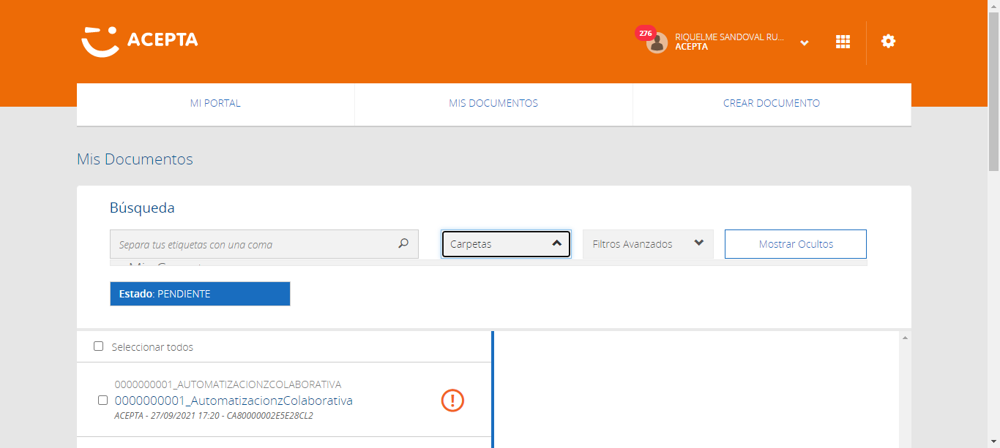 ACEPTA
276
RIQUELME SANDOVAL RU...
ACEPTA
MI PORTAL
MIS DOCUMENTOS
CREAR DOCUMENTO
Mis Documentos
Búsqueda
Separa tus etiquetas con una coma
Carpetas
Filtros Avanzados
Mostrar Ocultos
Estado: PENDIENTE
Seleccionar todos
0000000001_AUTOMATIZACIONZCOLABORATIVA
0000000001_AutomatizacionzColaborativa
ACEPTA - 27/09/2021 17:20 - CA80000002E5E28CL2